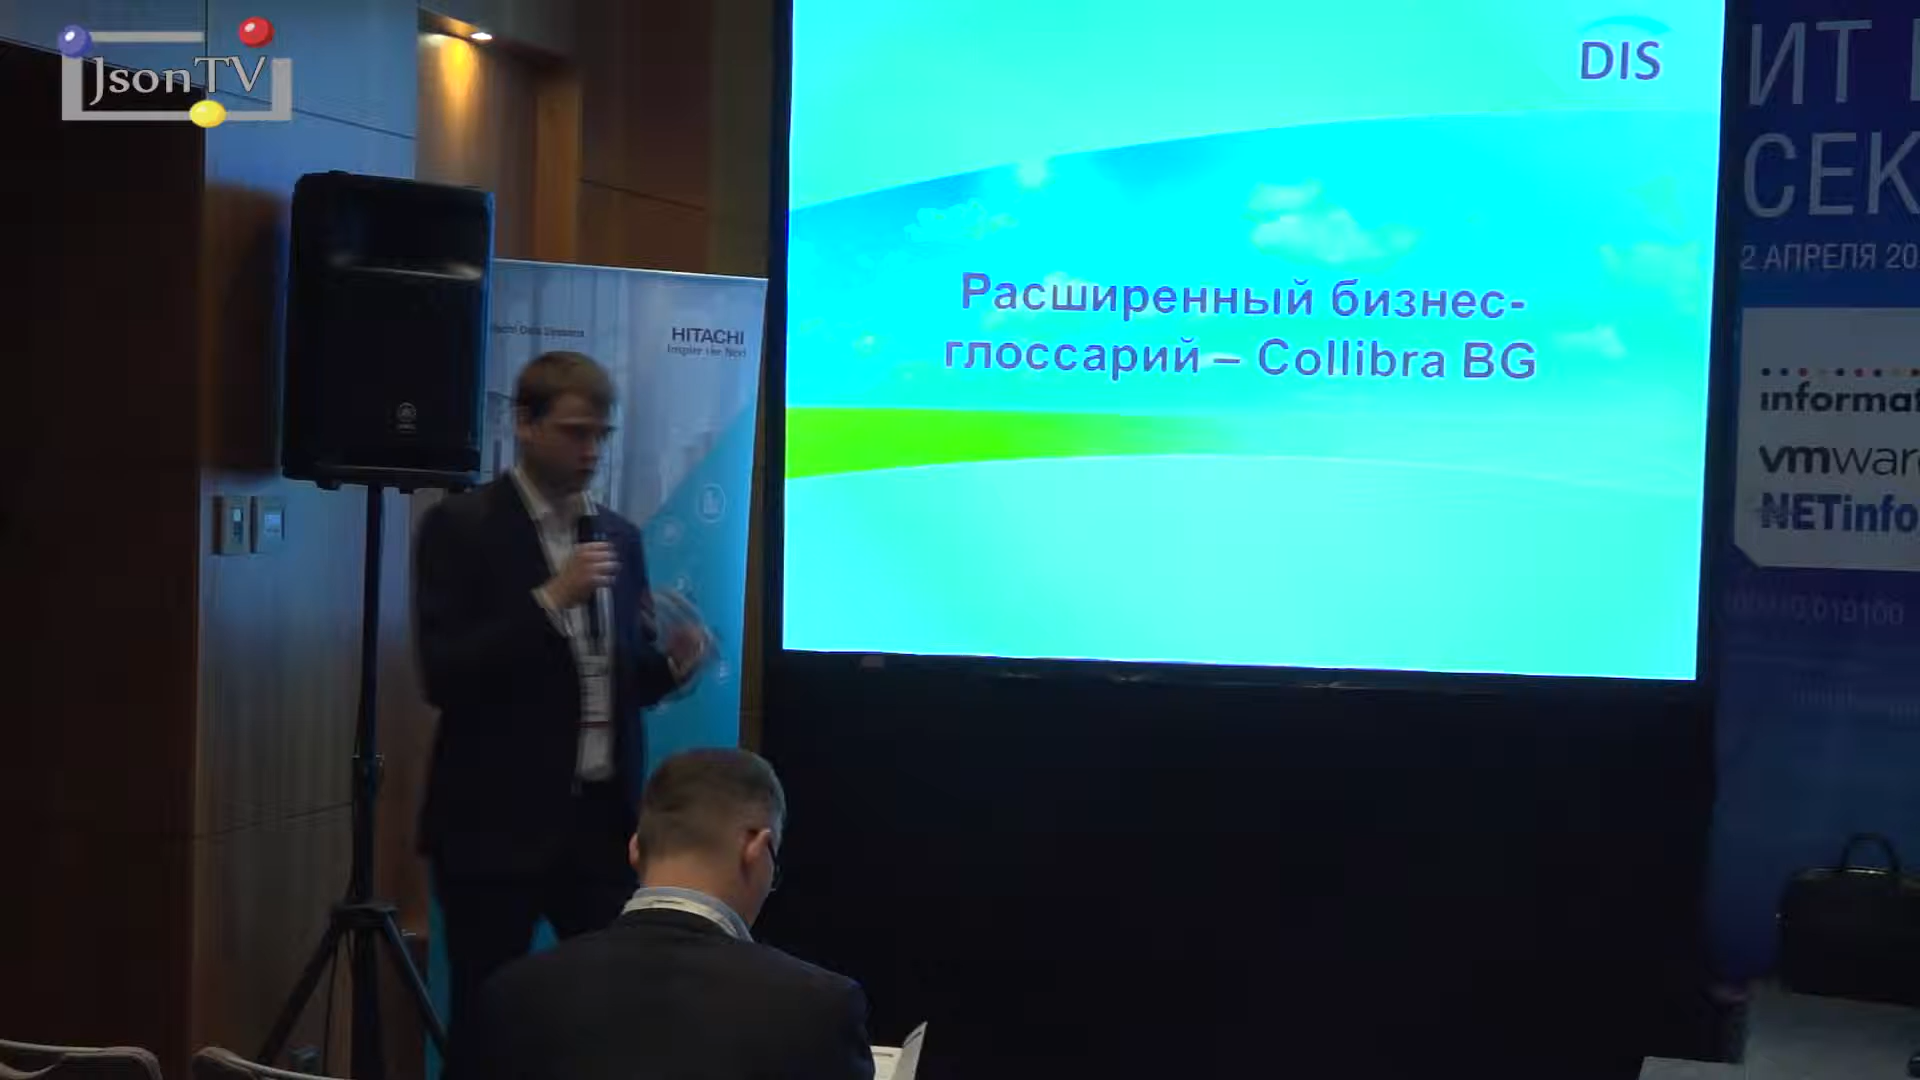 JsonTV
DIS
Расширенный бизнес-
глоссарий – Collibra BG
HITACHI
Inspire the Next
ИТ
СЕК
2 АПРЕЛЯ 20
informat
vmwar
NETinfo